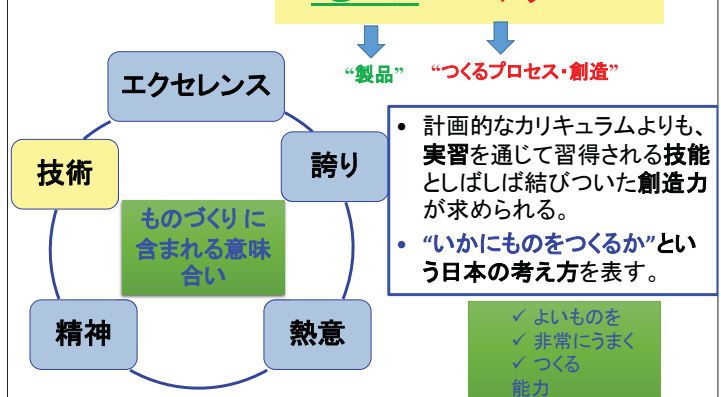 “製品”
“つくるプロセス・創造”
エクセレンス
技術
誇り
ものづくり に
含まれる意味
合い
精神
熱意
• 計画的なカリキュラムよりも、
実習を通じて習得される技能
としばしば結びついた創造力
が求められる。
• “いかにものをつくるか”とい
う日本の考え方を表す。
✓ よいものを
✓ 非常にうまく
✓ つくる
能力